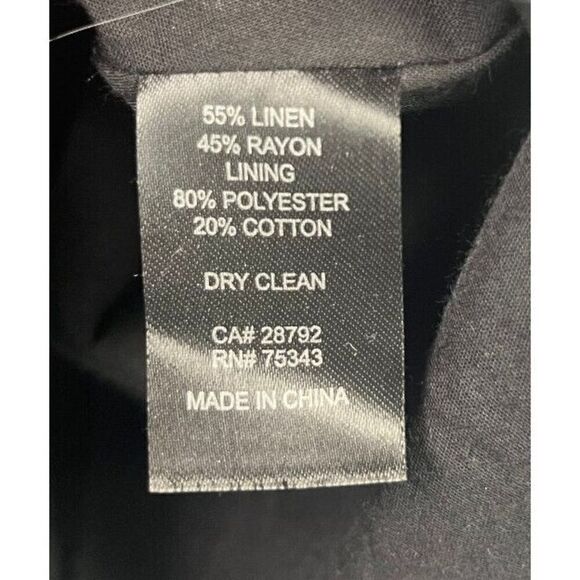 55% LINEN
45% RAYON
LINING
80% POLYESTER
20% COTTON
DRY CLEAN
CA# 28792
RN# 75343
MADE IN CHINA